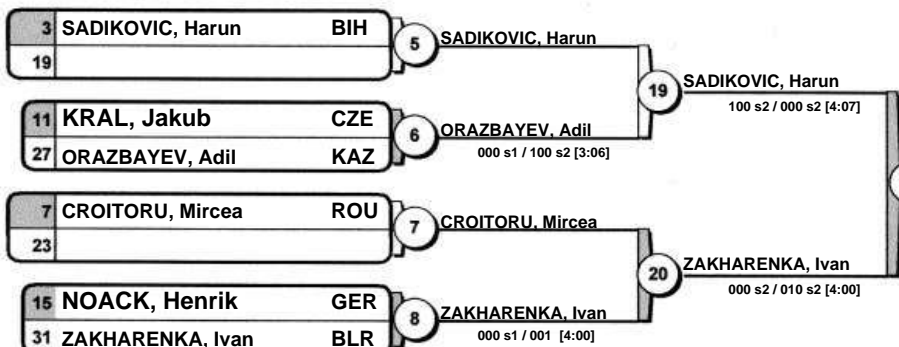 3 SADIKOVIC, Harun BIH
19
5
SADIKOVIC, Harun
11 KRAL, Jakub CZE
27 ORAZBAYEV, Adil KAZ
6
ORAZBAYEV, Adil
000 s1 / 100 s2 [3:06]
19
SADIKOVIC, Harun
100 s2 / 000 s2 [4:07]
7 CROITORU, Mircea ROU
23
7
CROITORU, Mircea
15 NOACK, Henrik GER
31 ZAKHARENKA, Ivan BLR
8
ZAKHARENKA, Ivan
000 s1 / 001 [4:00]
20
ZAKHARENKA, Ivan
000 s2 / 010 s2 [4:00]